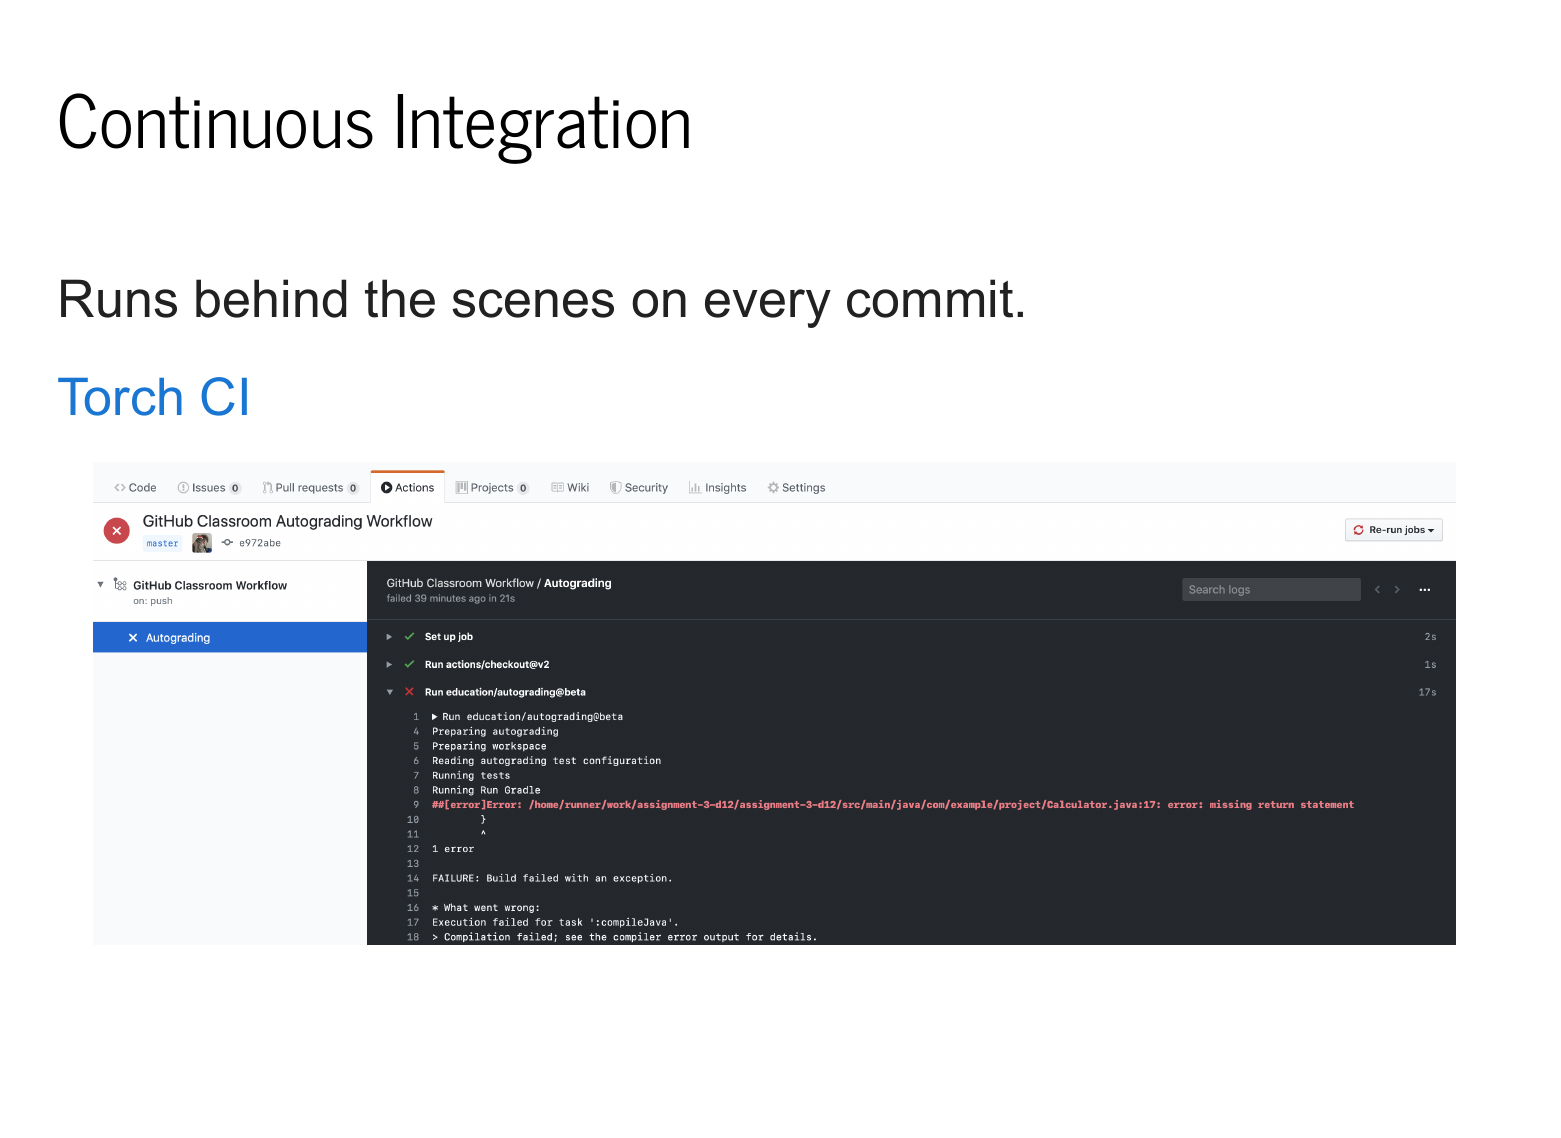 Continuous Integration
Runs behind the scenes on every commit.
Torch CI
Code Issues 0 Pull requests 0 Actions Projects 0 Wiki Security Insights Settings
GitHub Classroom Autograding Workflow
master e972abe
Re-run jobs
GitHub Classroom Workflow
on: push
Autograding
GitHub Classroom Workflow / Autograding
failed 39 minutes ago in 21s
Search logs
Set up job 2s
Run actions/checkout@v2 1s
Run education/autograding@beta 17s
1 Run education/autograding@beta
4 Preparing autograding
5 Preparing workspace
6 Reading autograding test configuration
7 Running tests
8 Running Run Gradle
9 ##[error]Error: /home/runner/work/assignment-3-d12/assignment-3-d12/src/main/java/com/example/project/Calculator.java:17: error: missing return statement
10 }
11 ^
12 1 error
13
14 FAILURE: Build failed with an exception.
15
16 * What went wrong:
17 Execution failed for task ':compileJava'.
18 > Compilation failed; see the compiler error output for details.